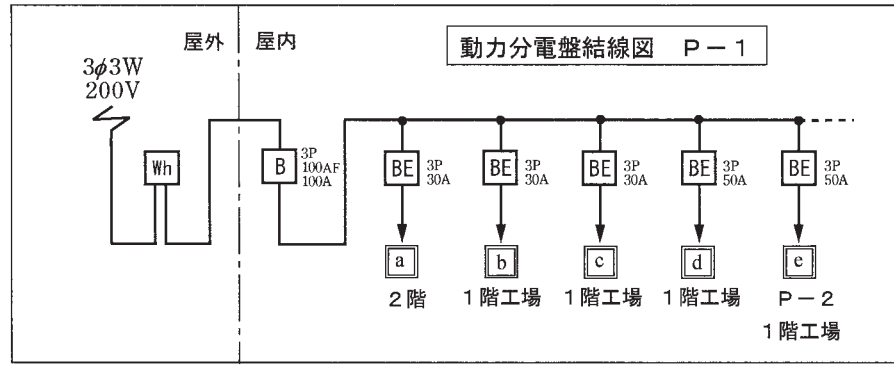 屋外 屋内
動力分電盤結線図 P－1
3φ3W
200V
Wh
B
3P
100AF
100A
BE 3P
30A
BE 3P
30A
BE 3P
30A
BE 3P
50A
BE 3P
50A
a
b
c
d
e
2階
1階工場
1階工場
1階工場
P－2
1階工場